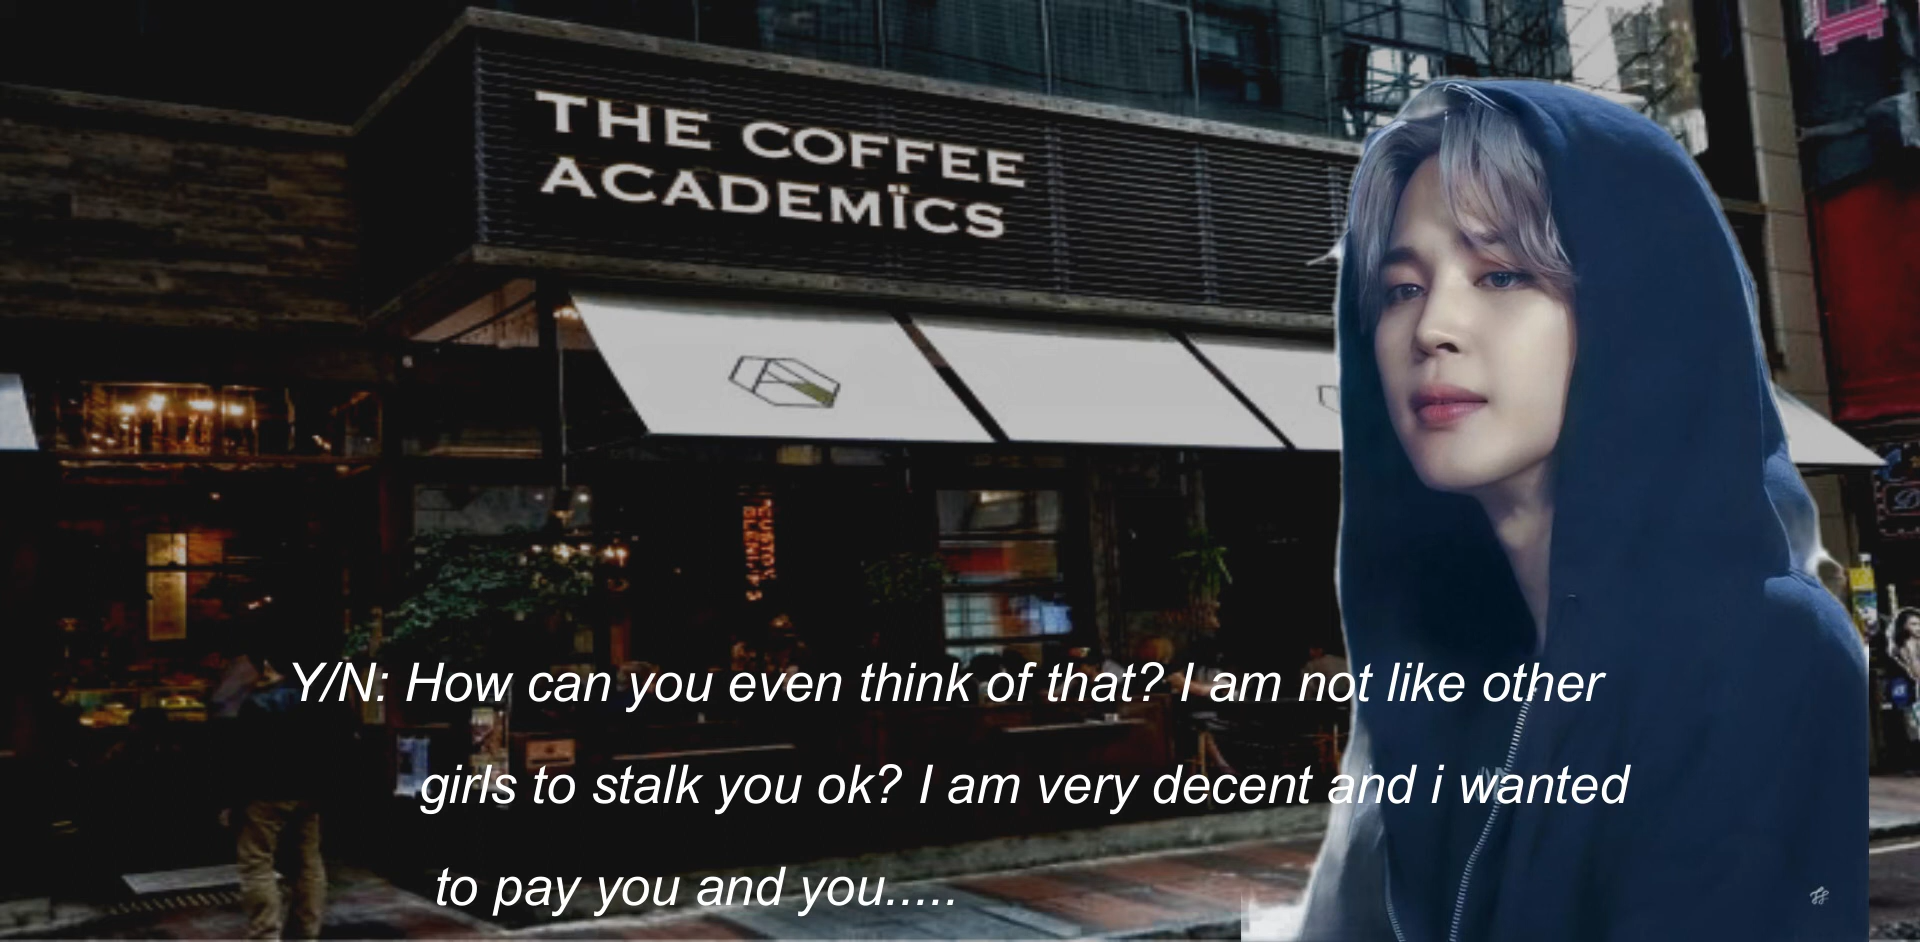 THE COFFEE
ACADEMÏCS
Y/N: How can you even think of that? I am not like other
girls to stalk you ok? I am very decent and i wanted
to pay you and you.....